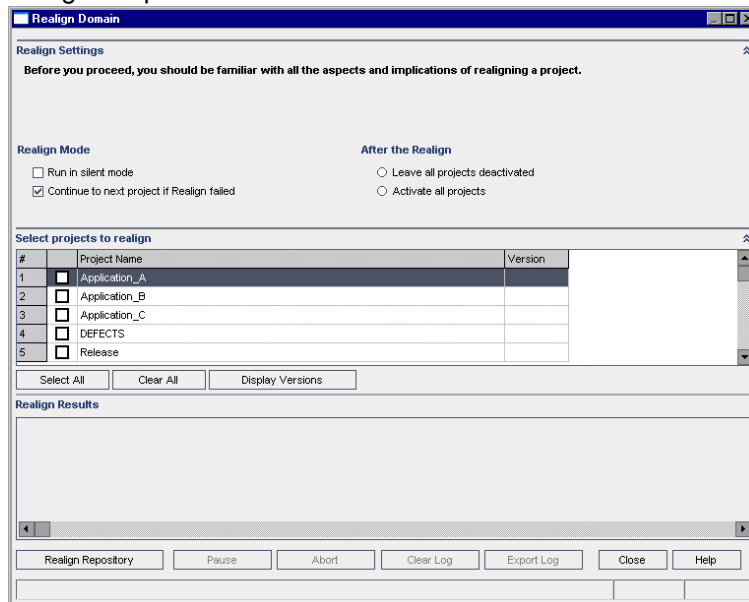 Realign Domain
Realign Settings
Before you proceed, you should be familiar with all the aspects and implications of realigning a project.
Realign Mode After the Realign
Run in silent mode Leave all projects deactivated
Continue to next project if Realign failed Activate all projects
Select projects to realign
# Project Name Version
1 Application_A
2 Application_B
3 Application_C
4 DEFECTS
5 Release
Select All Clear All Display Versions
Realign Results
Realign Repository Pause Abort Clear Log Export Log Close Help